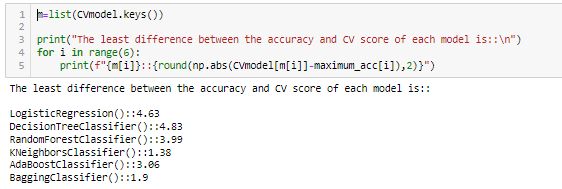 1 m=list(CVmodel.keys())
2
3 print("The least difference between the accuracy and CV score of each model is::\n")
4 for i in range(6):
5     print(f"{m[i]}::{round(np.abs(CVmodel[m[i]]-maximum_acc[i]),2)}")
The least difference between the accuracy and CV score of each model is::
LogisticRegression()::4.63
DecisionTreeClassifier()::4.83
RandomForestClassifier()::3.99
KNeighborsClassifier()::1.38
AdaBoostClassifier()::3.06
BaggingClassifier()::1.9